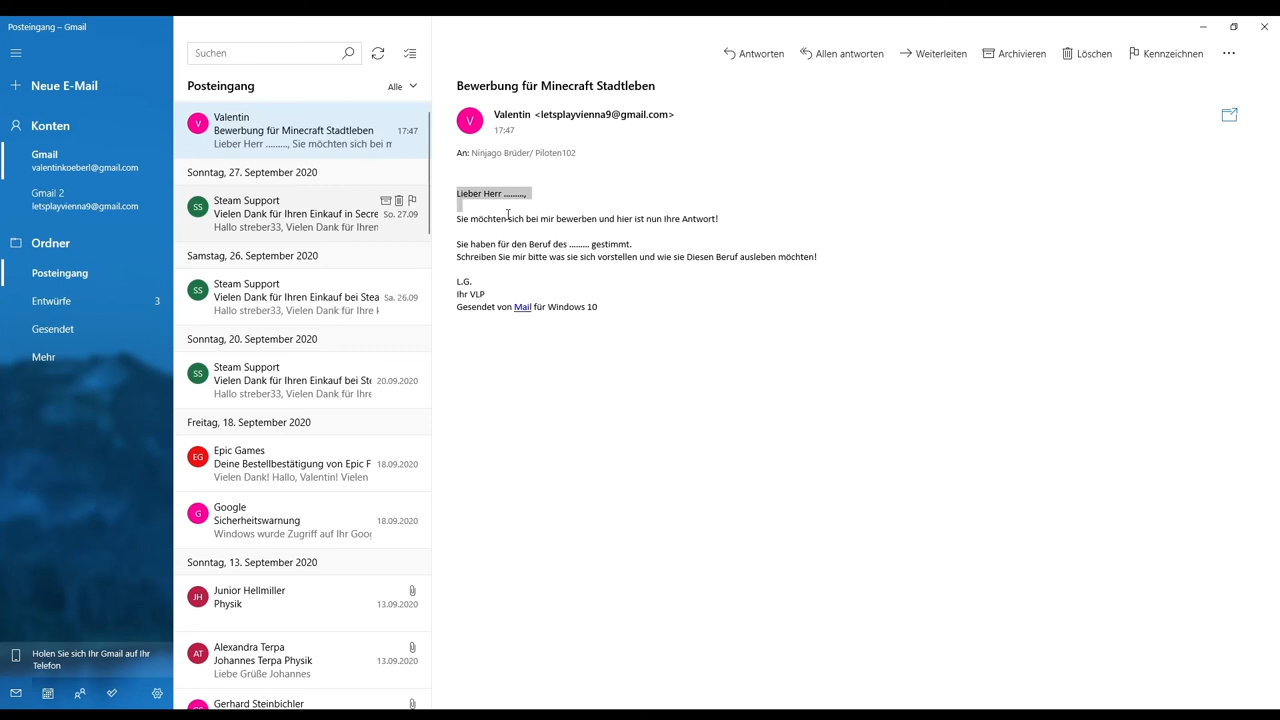 Posteingang – Gmail
Neue E-Mail
Konten
Gmail
valentinkoeberl@gmail.com
Gmail 2
letsplayvienna9@gmail.com
Ordner
Posteingang
Entwürfe 3
Gesendet
Mehr
Holen Sie sich Ihr Gmail auf Ihr
Telefon
Suchen
Posteingang Alle
V Valentin
Bewerbung für Minecraft Stadtleben 17:47
Lieber Herr ........., Sie möchten sich bei m
Sonntag, 27. September 2020
SS Steam Support
Vielen Dank für Ihren Einkauf in Secre So. 27.09
Hallo streber33, Vielen Dank für Ihren
Samstag, 26. September 2020
SS Steam Support
Vielen Dank für Ihren Einkauf bei Stea Sa. 26.09
Hallo streber33, Vielen Dank für Ihre
Sonntag, 20. September 2020
SS Steam Support
Vielen Dank für Ihren Einkauf bei Ste 20.09.2020
Hallo streber33, Vielen Dank für Ihre
Freitag, 18. September 2020
EG Epic Games
Deine Bestellbestätigung von Epic F 18.09.2020
Vielen Dank! Hallo, Valentin! Vielen
G Google
Sicherheitswarnung 18.09.2020
Windows wurde Zugriff auf Ihr Goog
Sonntag, 13. September 2020
JH Junior Hellmiller
Physik 13.09.2020
AT Alexandra Terpa
Johannes Terpa Physik 13.09.2020
Liebe Grüße Johannes
Gerhard Steinbichler
Antworten Allen antworten Weiterleiten Archivieren Löschen Kennzeichnen
Bewerbung für Minecraft Stadtleben
V Valentin <letsplayvienna9@gmail.com>
17:47
An: Ninjago Brüder/ Piloten102
Lieber Herr .........,
Sie möchten sich bei mir bewerben und hier ist nun Ihre Antwort!
Sie haben für den Beruf des ......... gestimmt.
Schreiben Sie mir bitte was sie sich vorstellen und wie sie Diesen Beruf ausleben möchten!
L.G.
Ihr VLP
Gesendet von Mail für Windows 10